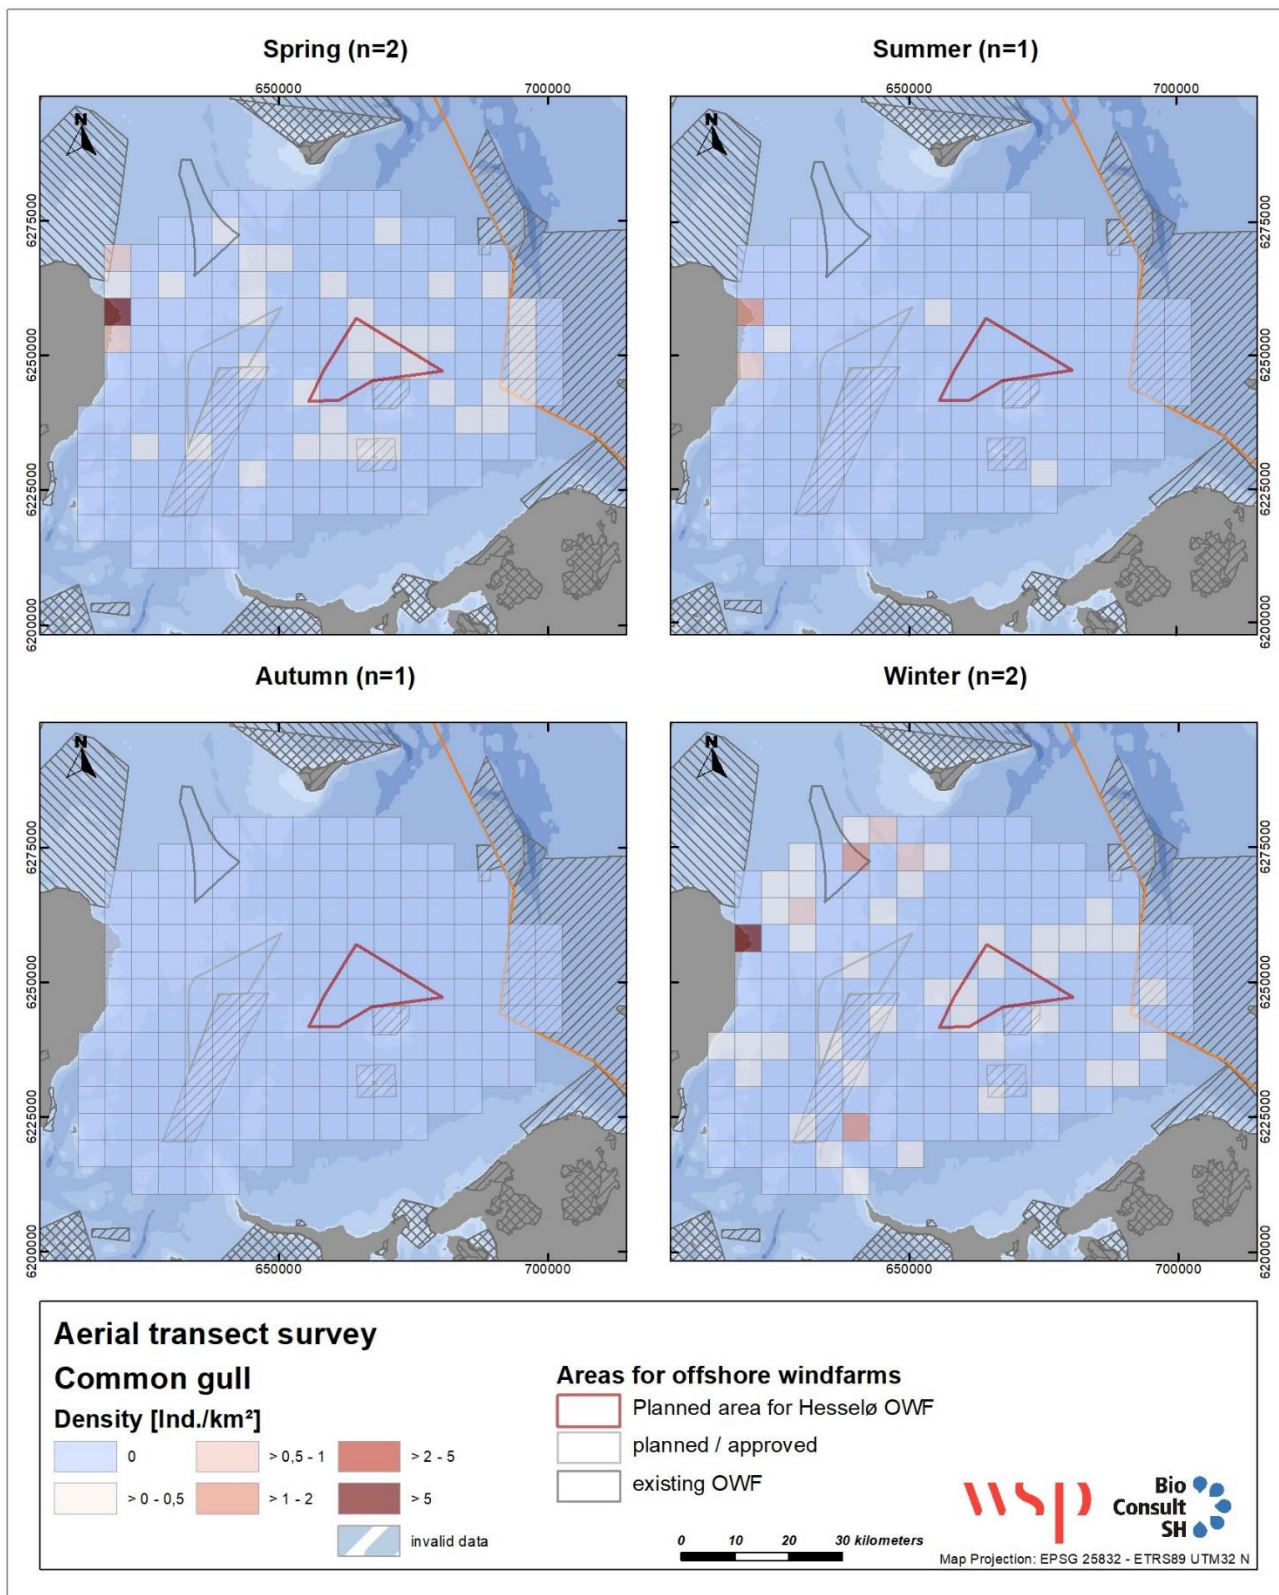 Spring (n=2)
Summer (n=1)
650000
700000
650000
700000
N
N
6275000
6250000
6225000
6200000
6275000
6250000
6225000
6200000
Autumn (n=1)
Winter (n=2)
N
N
6275000
6250000
6225000
6200000
6275000
6250000
6225000
6200000
650000
700000
650000
700000
Aerial transect survey
Common gull
Density [Ind./km²]
0
> 0,5 - 1
> 2 - 5
> 0 - 0,5
> 1 - 2
> 5
invalid data
Areas for offshore windfarms
Planned area for Hesselø OWF
planned / approved
existing OWF
0 10 20 30 kilometers
wsp
Bio
Consult
SH
Map Projection: EPSG 25832 - ETRS89 UTM32 N